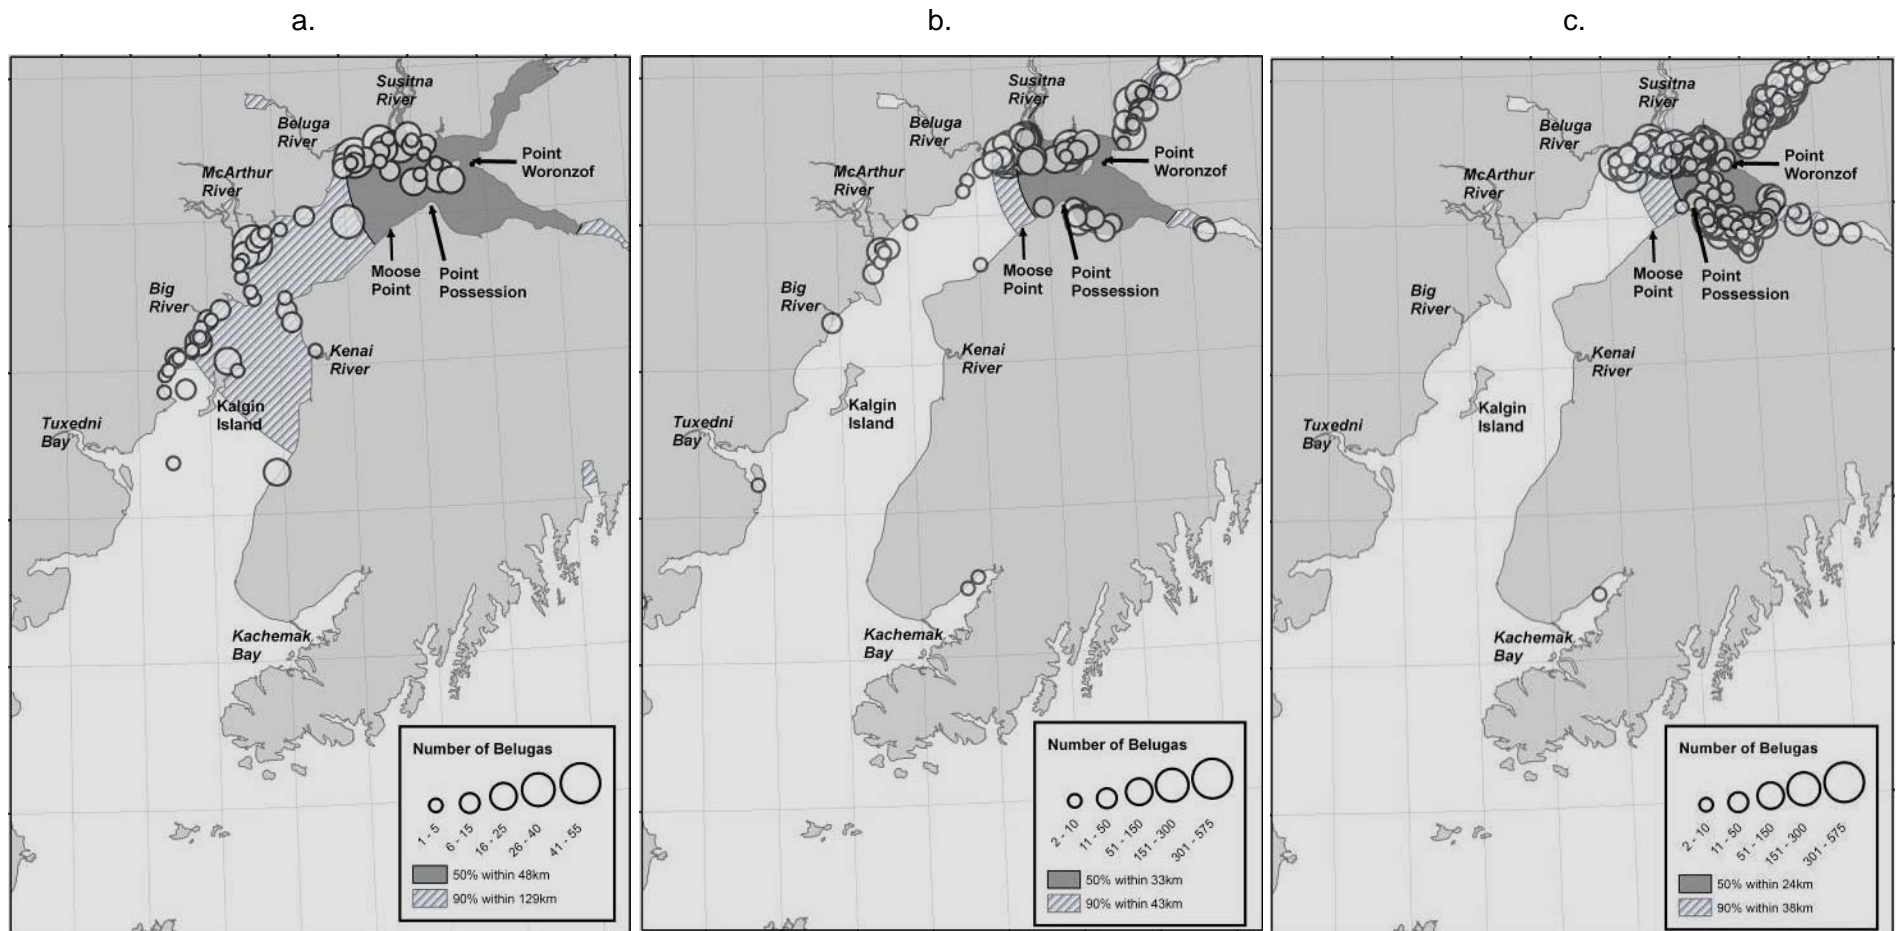 a.
Susitna
River
Beluga
River
Point
Woronzof
McArthur
River
Moose
Point
Point
Possession
Big
River
Kenai
River
Kalgin
Island
Tuxedni
Bay
Kachemak
Bay
Number of Belugas
1 - 5
6 - 15
16 - 25
26 - 40
41 - 55
50% within 48km
90% within 129km
b.
Susitna
River
Beluga
River
Point
Woronzof
McArthur
River
Moose
Point
Point
Possession
Big
River
Kenai
River
Kalgin
Island
Tuxedni
Bay
Kachemak
Bay
Number of Belugas
2 - 10
11 - 50
51 - 150
151 - 300
301 - 575
50% within 33km
90% within 43km
c.
Susitna
River
Beluga
River
Point
Woronzof
McArthur
River
Moose
Point
Point
Possession
Big
River
Kenai
River
Kalgin
Island
Tuxedni
Bay
Kachemak
Bay
Number of Belugas
2 - 10
11 - 50
51 - 150
151 - 300
301 - 575
50% within 24km
90% within 38km